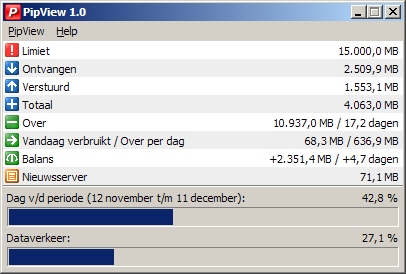 PipView 1.0
PipView Help
Limiet 15.000,0 MB
Ontvangen 2.509,9 MB
Verstuurd 1.553,1 MB
Totaal 4.063,0 MB
Over 10.937,0 MB / 17,2 dagen
Vandaag verbruikt / Over per dag 68,3 MB / 636,9 MB
Balans +2.351,4 MB / +4,7 dagen
Nieuwsserver 71,1 MB
Dag v/d periode (12 november t/m 11 december): 42,8 %
Dataverkeer: 27,1 %